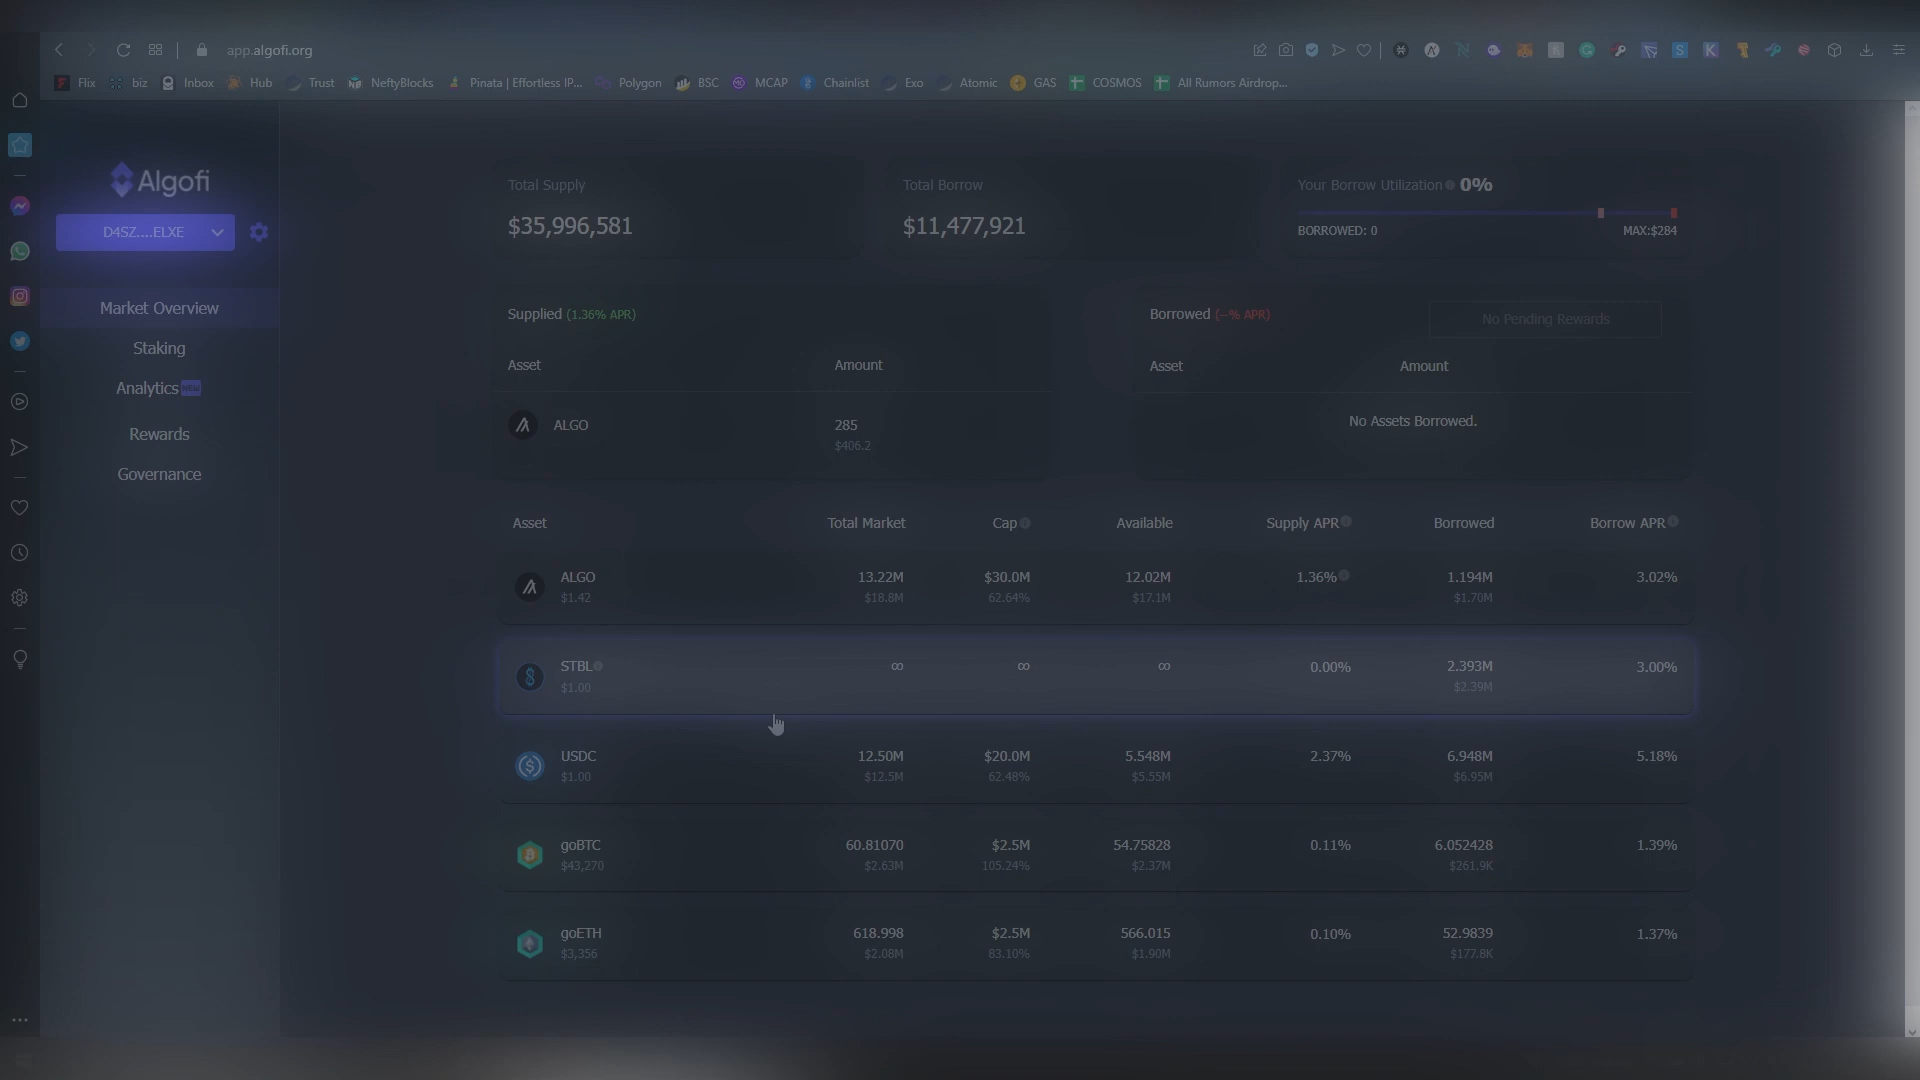 app.algofi.org
Flix biz Inbox Hub Trust NeftyBlocks Pinata | Effortless IP... Polygon BSC MCAP Chainlist Exo Atomic GAS COSMOS All Rumors Airdrop...
Algofi
D4SZ....ELXE
Market Overview
Staking
Analytics NEW
Rewards
Governance
Total Supply
$35,996,581
Total Borrow
$11,477,921
Your Borrow Utilization 0%
BORROWED: 0 MAX:$284
Supplied (1.36% APR)
Asset Amount
ALGO 285
$406.2
Borrowed (--% APR) No Pending Rewards
Asset Amount
No Assets Borrowed.
Asset Total Market Cap Available Supply APR Borrowed Borrow APR
ALGO 13.22M $30.0M 12.02M 1.36% 1.194M 3.02%
$1.42 $18.8M 62.64% $17.1M $1.70M
STBL ∞ ∞ ∞ 0.00% 2.393M 3.00%
$1.00 $2.39M
USDC 12.50M $20.0M 5.548M 2.37% 6.948M 5.18%
$1.00 $12.5M 62.48% $5.55M $6.95M
goBTC 60.81070 $2.5M 54.75828 0.11% 6.052428 1.39%
$43,270 $2.63M 105.24% $2.37M $261.9K
goETH 618.998 $2.5M 566.015 0.10% 52.9839 1.37%
$3,356 $2.08M 83.10% $1.90M $177.8K